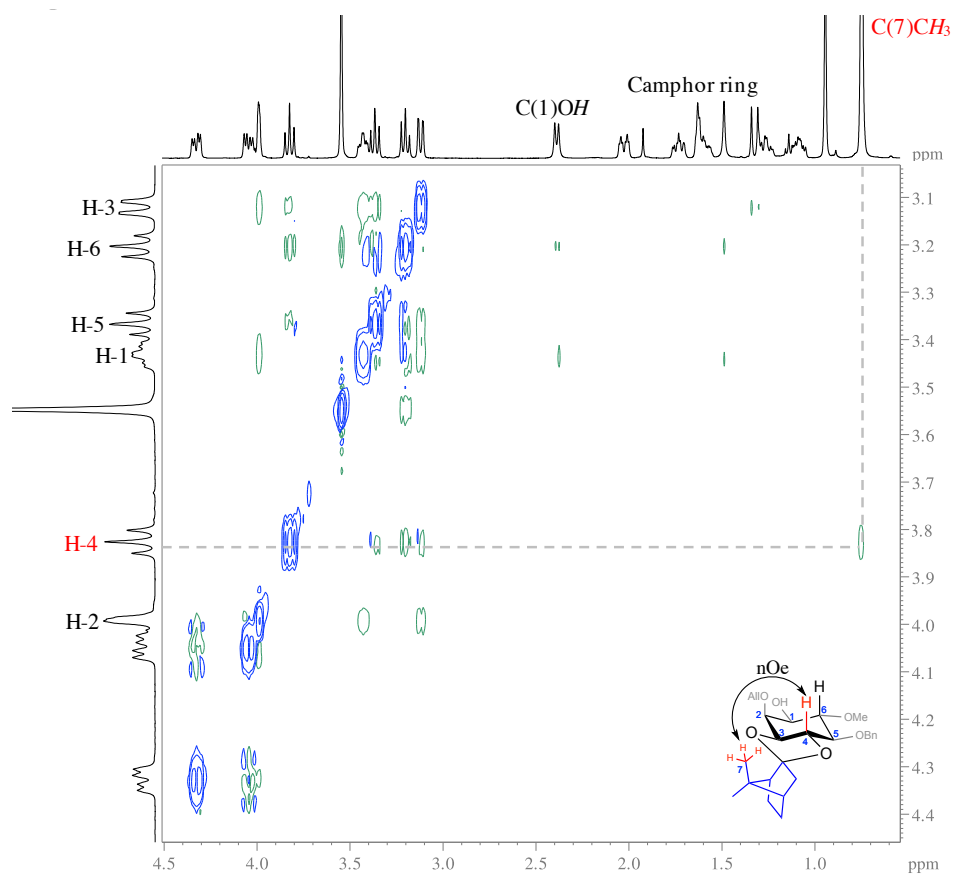 C(7)CH3
Camphor ring
C(1)OH
ppm
H-3
3.1
H-6
3.2
3.3
H-5
H-1
3.4
3.5
3.6
3.7
H-4
3.8
3.9
H-2
4.0
4.1
nOe
H
H
AllO
OH
6
4.2
2
1
OMe
O
3
4
5
OBn
O
4.3
H
H
H
7
4.4
4.5
4.0
3.5
3.0
2.5
2.0
1.5
1.0
ppm